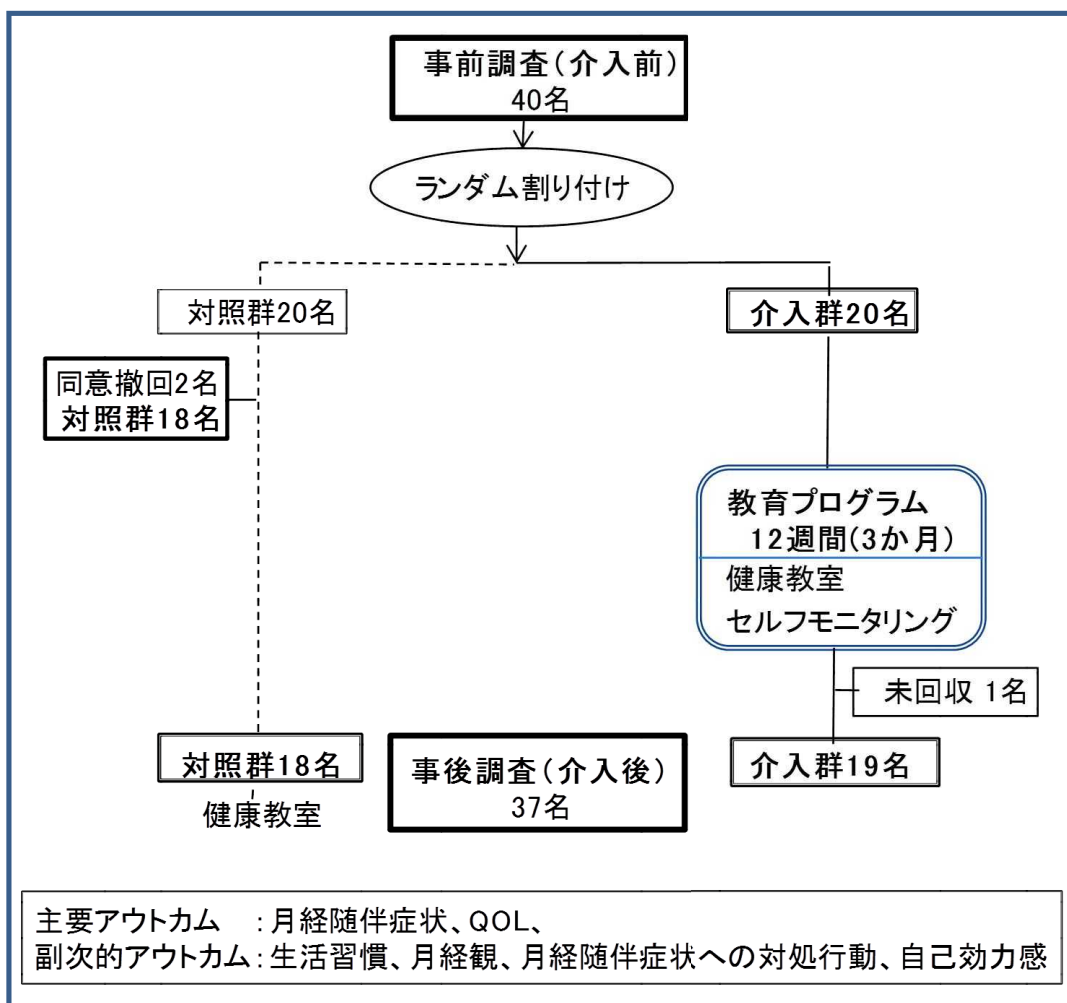 事前調査(介入前)
40名
ランダム割り付け
対照群20名
介入群20名
同意撤回2名
対照群18名
教育プログラム
12週間(3か月)
健康教室
セルフモニタリング
未回収 1名
対照群18名
健康教室
事後調査(介入後)
37名
介入群19名
主要アウトカム :月経随伴症状、QOL、
副次的アウトカム:生活習慣、月経観、月経随伴症状への対処行動、自己効力感